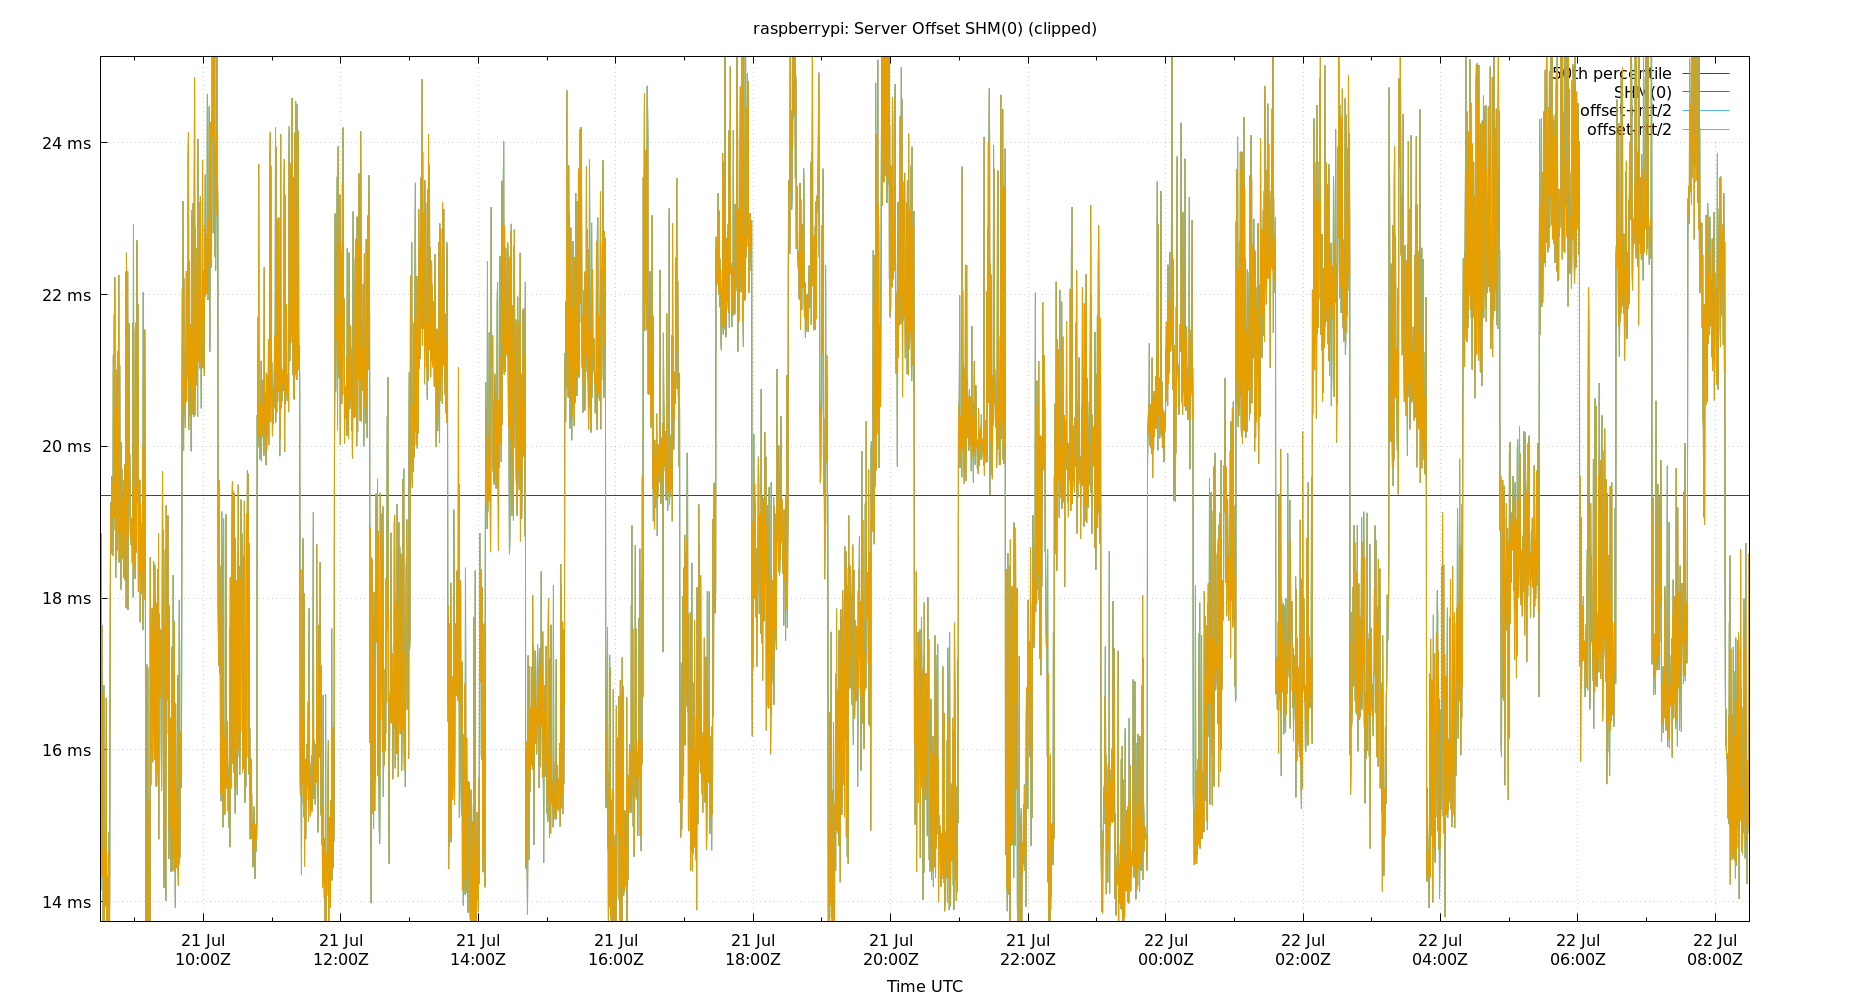 raspberrypi: Server Offset SHM(0) (clipped)
50th percentile
SHM(0)
offset+rtt/2
offset-rtt/2
24 ms
22 ms
20 ms
18 ms
16 ms
14 ms
21 Jul 21 Jul 21 Jul 21 Jul 21 Jul 21 Jul 21 Jul 22 Jul 22 Jul 22 Jul 22 Jul 22 Jul
10:00Z 12:00Z 14:00Z 16:00Z 18:00Z 20:00Z 22:00Z 00:00Z 02:00Z 04:00Z 06:00Z 08:00Z
Time UTC